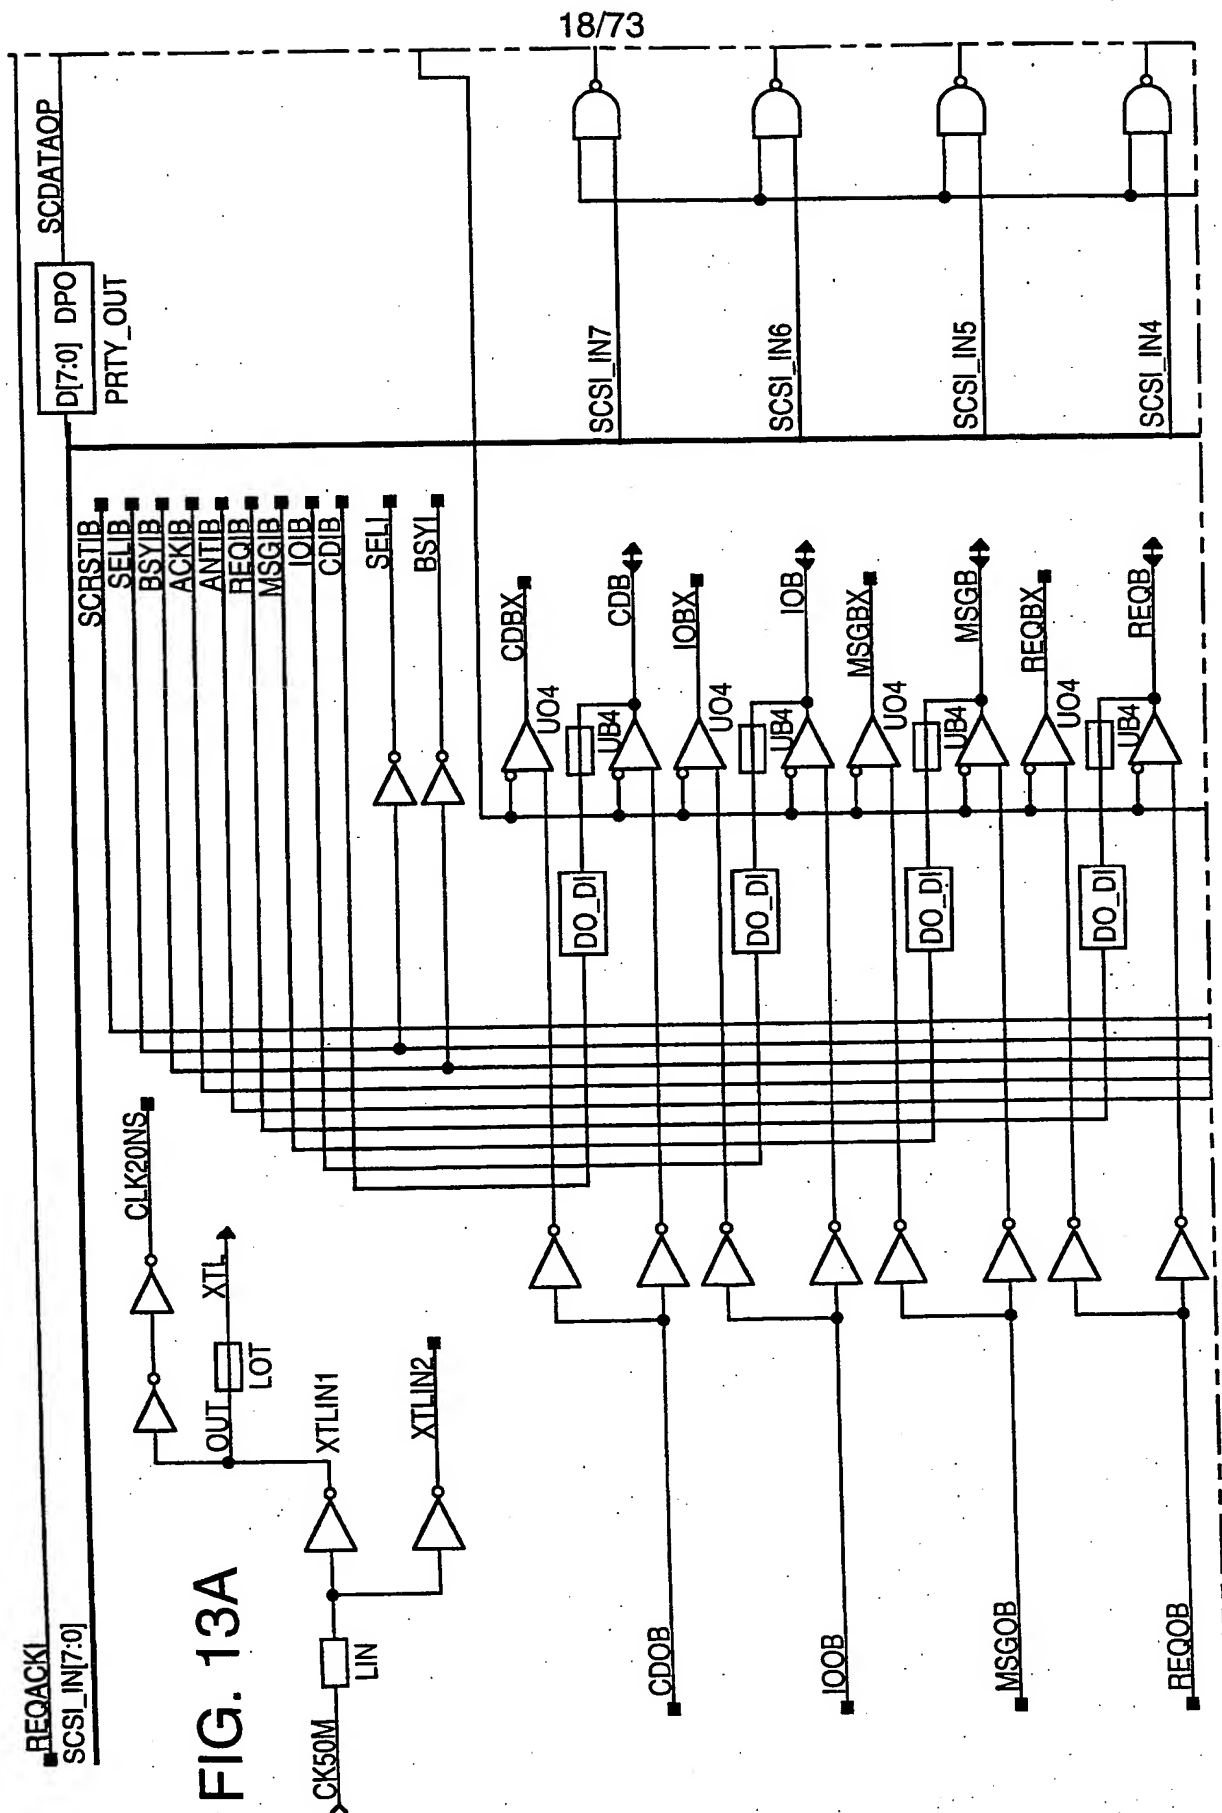 18/73
REQACKI
SCSI_IN[7:0]
D[7:0] DPO
PRTY_OUT
SCDATAOP
FIG. 13A
CK50M
LIN
XTLIN1
XTLIN2
OUT
LOT
XTL
CLK20NS
SCRSTIB
SELIB
BSYIB
ACKIB
ANTIB
REQIB
MSGIB
IOIB
CDIB
SELI
BSYI
CDOB
DO_DI
UO4
CDBX
UB4
CDB
IOOB
DO_DI
UO4
IOBX
UB4
IOB
MSGOB
DO_DI
UO4
MSGBX
UB4
MSGB
REQOB
DO_DI
UO4
REQBX
UB4
REQB
SCSI_IN7
SCSI_IN6
SCSI_IN5
SCSI_IN4